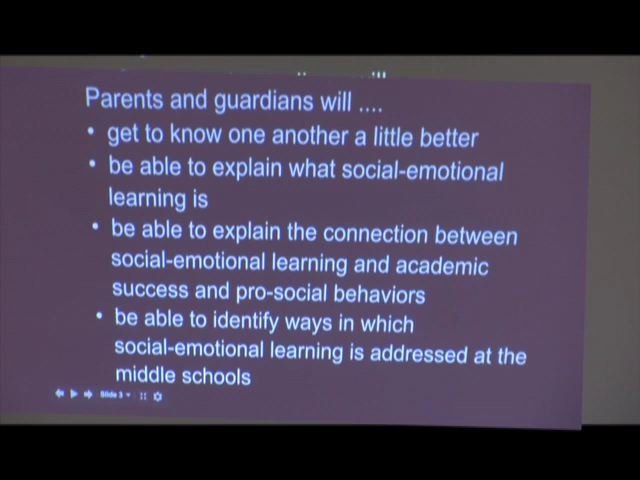 Parents and guardians will ....
• get to know one another a little better
• be able to explain what social-emotional
learning is
• be able to explain the connection between
social-emotional learning and academic
success and pro-social behaviors
• be able to identify ways in which
social-emotional learning is addressed at the
middle schools
Slide 3